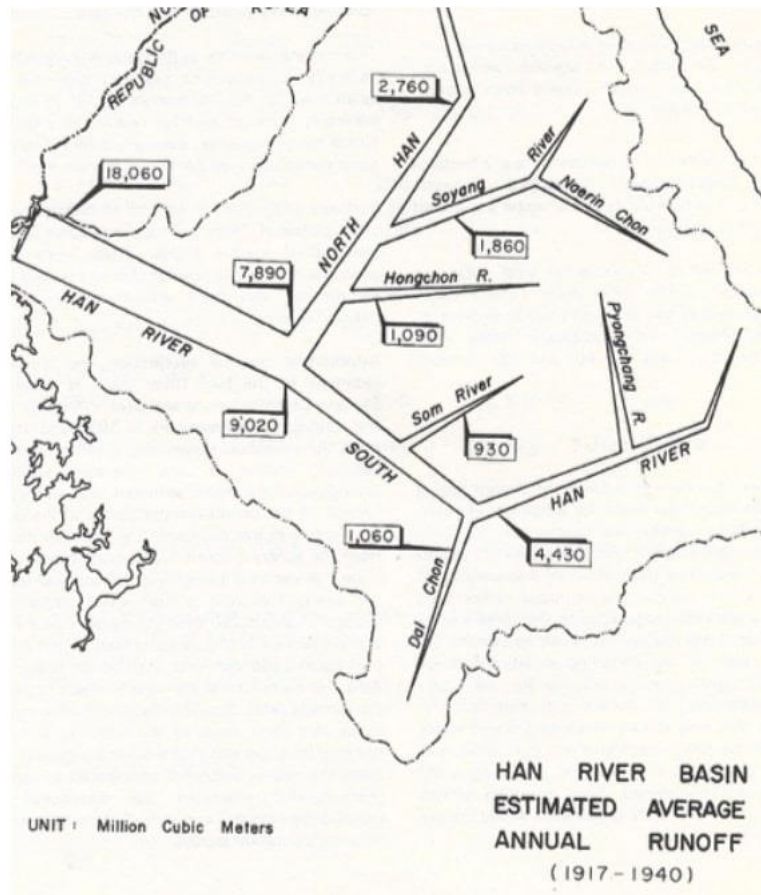 REPUBLIC
OF
SEA
2,760
HAN
NORTH
18,060
Soyang
River
Naerin Chon
1,860
7,890
Hongchon R.
HAN RIVER
1,090
Pyongchang R.
Som River
9,020
930
SOUTH
HAN RIVER
1,060
4,430
Dal Chon
HAN RIVER BASIN
ESTIMATED AVERAGE
ANNUAL RUNOFF
(1917-1940)
UNIT: Million Cubic Meters